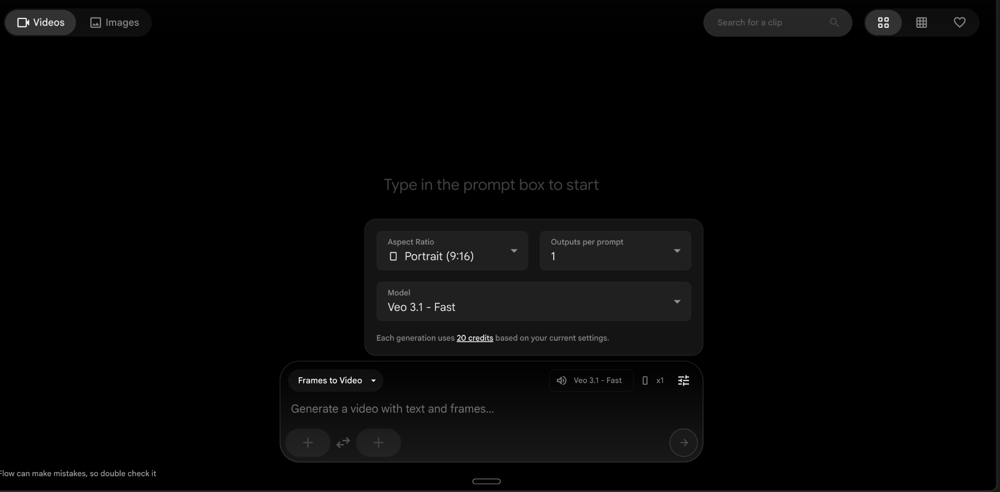 Videos
Images
Search for a clip
Type in the prompt box to start
Aspect Ratio
Portrait (9:16)
Outputs per prompt
1
Model
Veo 3.1 - Fast
Each generation uses 20 credits based on your current settings.
Frames to Video
Veo 3.1 - Fast
x1
Generate a video with text and frames...
Flow can make mistakes, so double check it